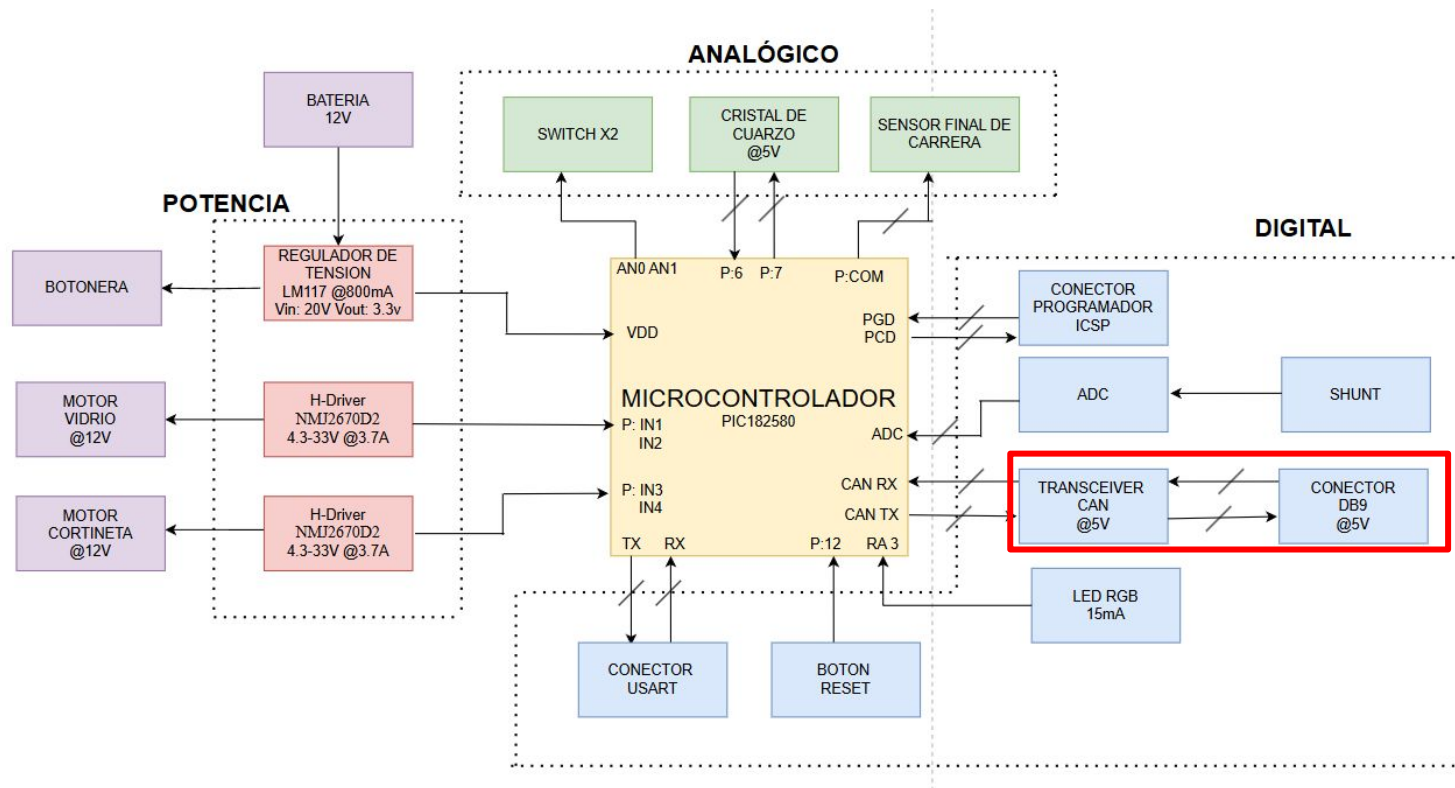 ANALÓGICO
BATERIA
12V
SWITCH X2
CRISTAL DE
CUARZO
@5V
SENSOR FINAL DE
CARRERA
POTENCIA
DIGITAL
REGULADOR DE
TENSION
LM117 @800mA
Vin: 20V Vout: 3.3v
BOTONERA
AN0 AN1
P:6
P:7
P:COM
VDD
PGD
PCD
CONECTOR
PROGRAMADOR
ICSP
MOTOR
VIDRIO
@12V
H-Driver
NMJ2670D2
4.3-33V @3.7A
MICROCONTROLADOR
PIC182580
P: IN1
IN2
ADC
ADC
SHUNT
MOTOR
CORTINETA
@12V
H-Driver
NMJ2670D2
4.3-33V @3.7A
P: IN3
IN4
CAN RX
CAN TX
TRANSCEIVER
CAN
@5V
CONECTOR
DB9
@5V
TX
RX
P:12
RA 3
LED RGB
15mA
CONECTOR
USART
BOTON
RESET